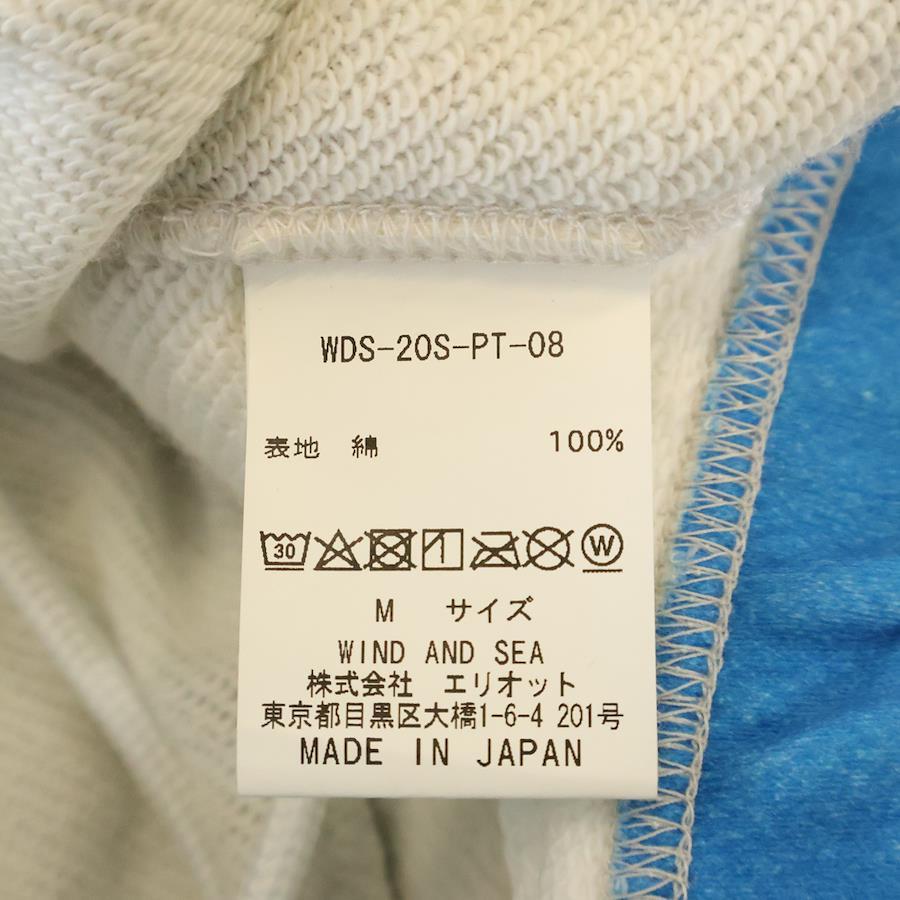 WDS-20S-PT-08
表地 綿 100%
30 W
M サイズ
WIND AND SEA
株式会社 エリオット
東京都目黒区大橋1-6-4 201号
MADE IN JAPAN